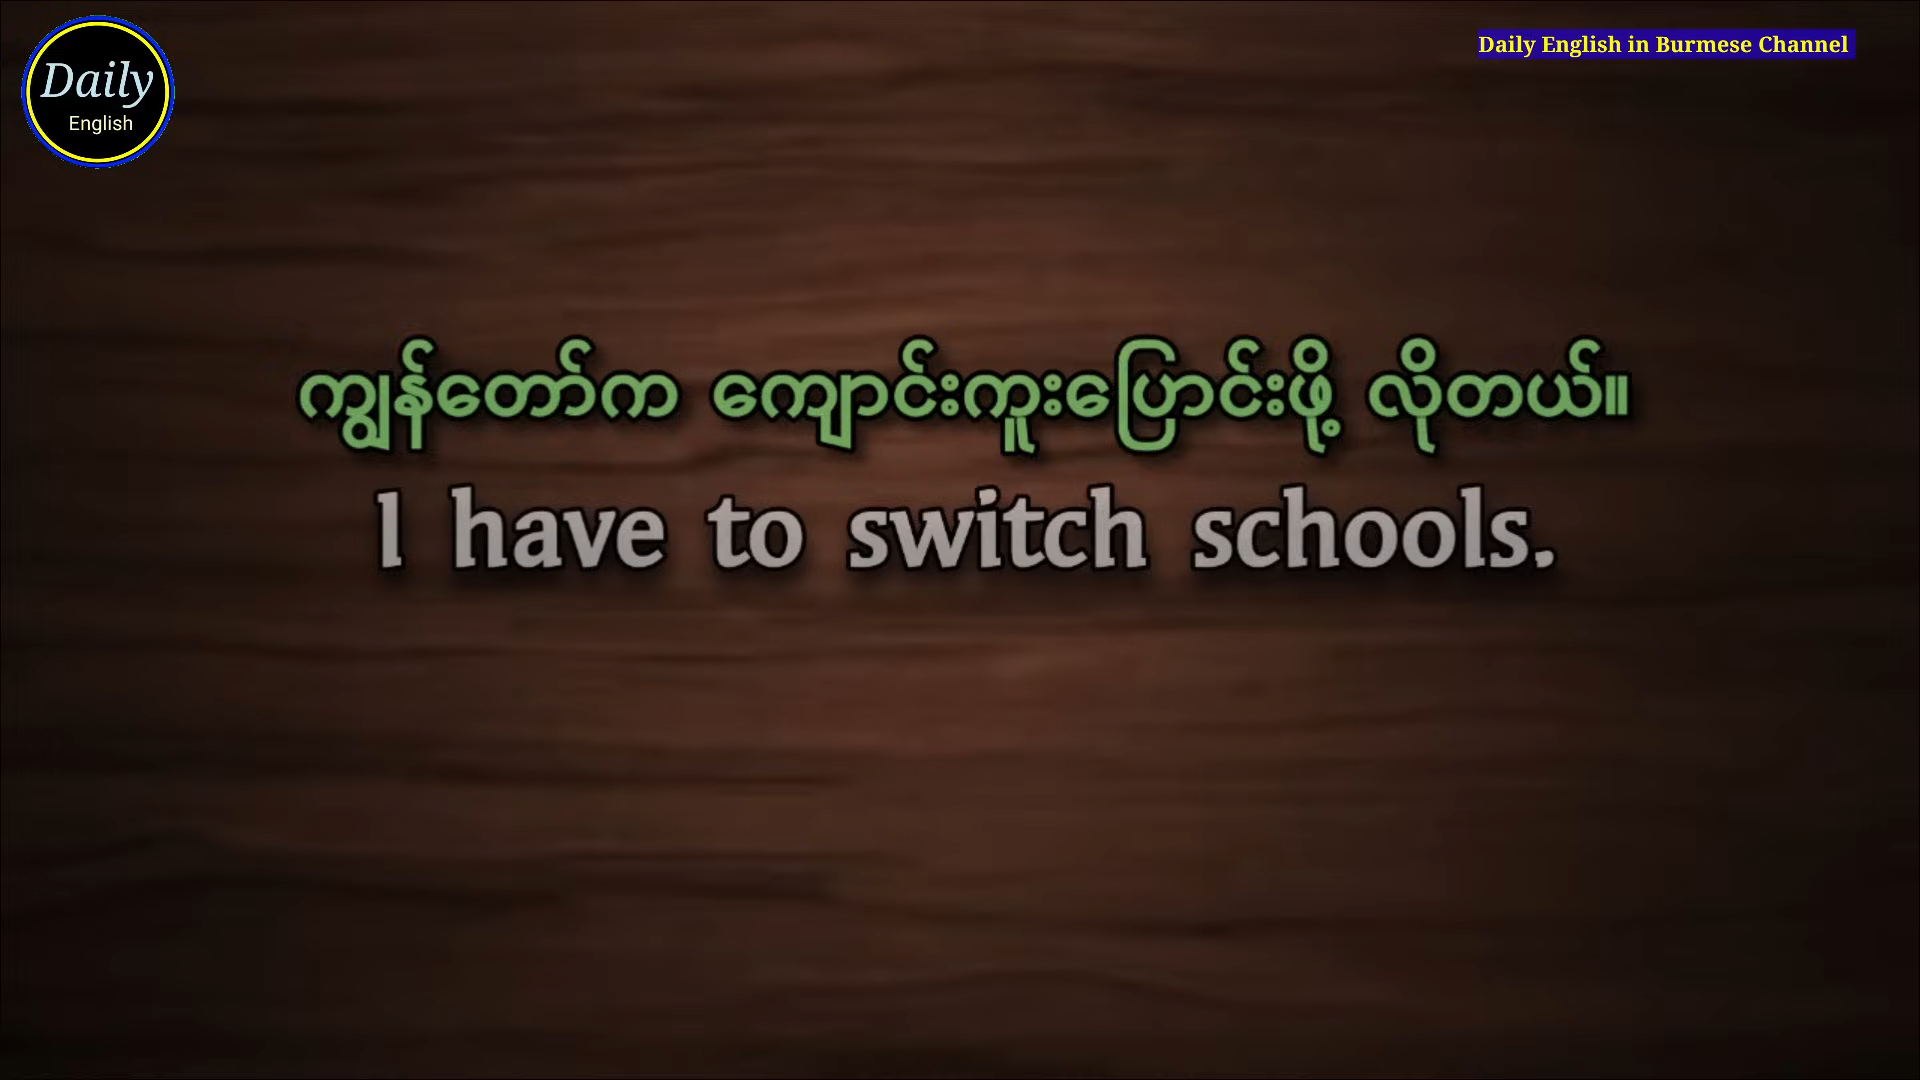 Daily
English
Daily English in Burmese Channel
ကျွန်တော်က ကျောင်းကူးပြောင်းဖို့ လိုတယ်။
I have to switch schools.